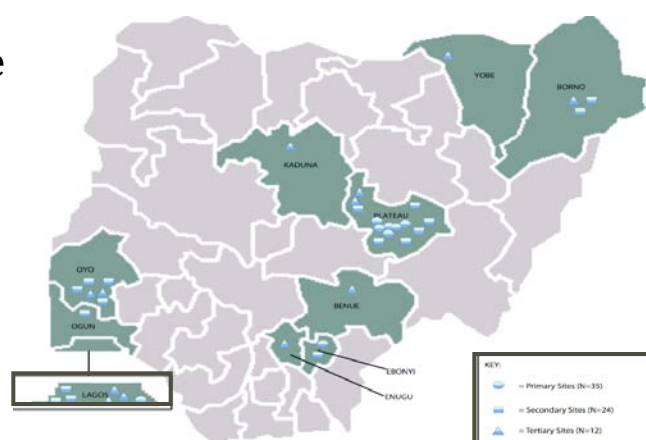 e
YOBE
BORNO
KADUNA
PLATEAU
OYO
BENUE
OGUN
EBONYI
LAGOS
ENUGU
KEY:
= Primary Sites (N=35)
= Secondary Sites (N=24)
= Tertiary Sites (N=12)